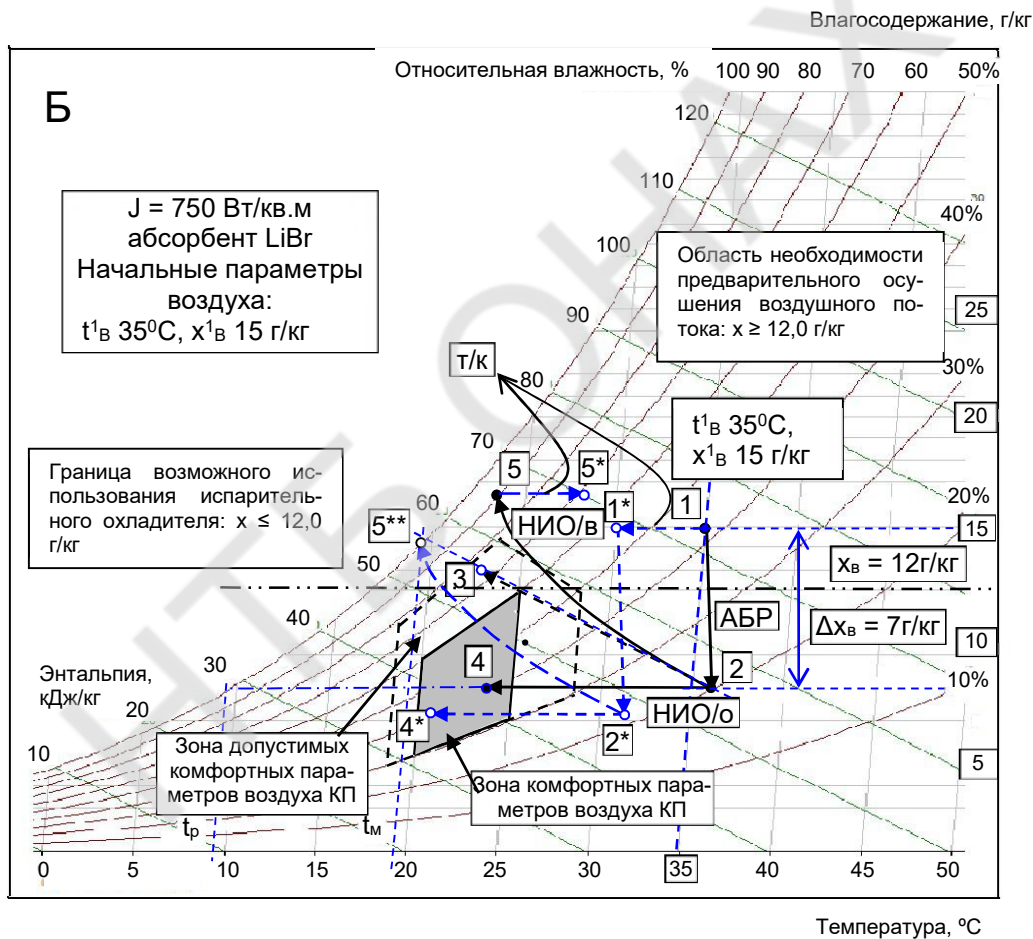 Влагосодержание, г/кг
Относительная влажность, %
100 90 80 70 60 50%
Б
120
J = 750 Вт/кв.м
абсорбент LiBr
Начальные параметры
воздуха:
t¹в 35⁰С, x¹в 15 г/кг
110
40%
100
Область необходимости
предварительного осу-
шения воздушного по-
тока: x ≥ 12,0 г/кг
25
90
30%
т/к
80
20
t¹в 35⁰С,
x¹в 15 г/кг
70
Граница возможного ис-
пользования испаритель-
ного охладителя: x ≤ 12,0
г/кг
5
5*
20%
60
5**
НИО/в
1*
1
15
50
3
xв = 12г/кг
40
АБР
Δxв = 7г/кг
10
Энтальпия,
кДж/кг
30
4
2
10%
20
4*
НИО/о
2*
10
Зона допустимых
комфортных пара-
метров воздуха КП
Зона комфортных пара-
метров воздуха КП
5
tр
tм
0 5 10 15 20 25 30 35 40 45 50
Температура, ºС
НТБ ОНАХ